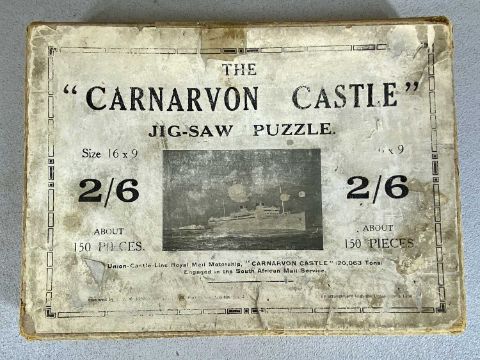 THE
"CARNARVON CASTLE"
JIG-SAW PUZZLE.
Size 16 x 9
x 9
2/6
2/6
ABOUT
150 PIECES.
ABOUT
150 PIECES
Union-Castle Line Royal Mail Motorship, "CARNARVON CASTLE" (20,063 Tons)
Engaged in the South African Mail Service.